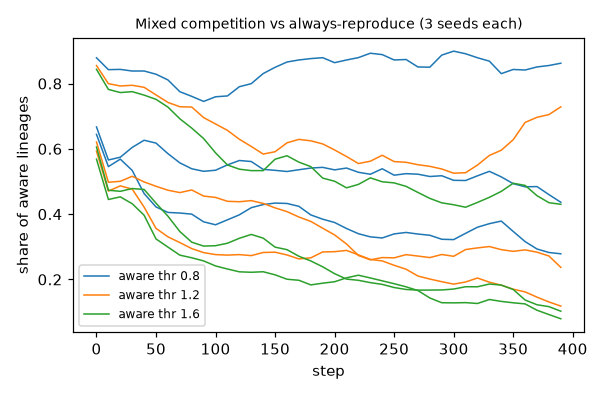 Mixed competition vs always-reproduce (3 seeds each)
share of aware lineages
0.8
0.6
0.4
0.2
aware thr 0.8
aware thr 1.2
aware thr 1.6
0 50 100 150 200 250 300 350 400
step